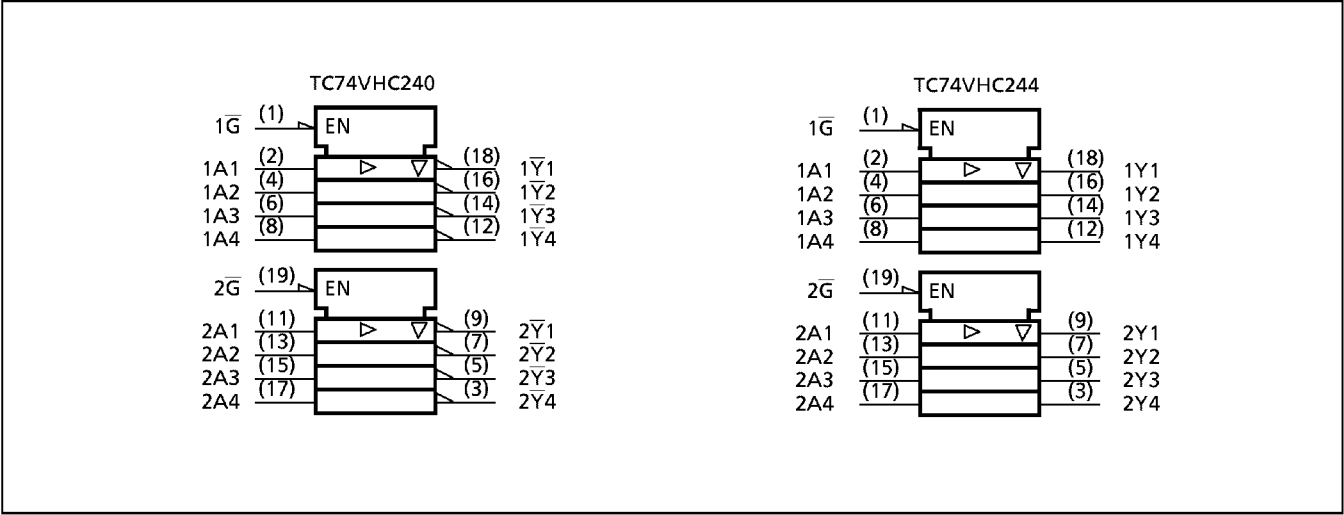 TC74VHC240
1G̅ (1) EN
1A1 (2) (18) 1Y̅1
1A2 (4) (16) 1Y̅2
1A3 (6) (14) 1Y̅3
1A4 (8) (12) 1Y̅4
2G̅ (19) EN
2A1 (11) (9) 2Y̅1
2A2 (13) (7) 2Y̅2
2A3 (15) (5) 2Y̅3
2A4 (17) (3) 2Y̅4
TC74VHC244
1G̅ (1) EN
1A1 (2) (18) 1Y1
1A2 (4) (16) 1Y2
1A3 (6) (14) 1Y3
1A4 (8) (12) 1Y4
2G̅ (19) EN
2A1 (11) (9) 2Y1
2A2 (13) (7) 2Y2
2A3 (15) (5) 2Y3
2A4 (17) (3) 2Y4